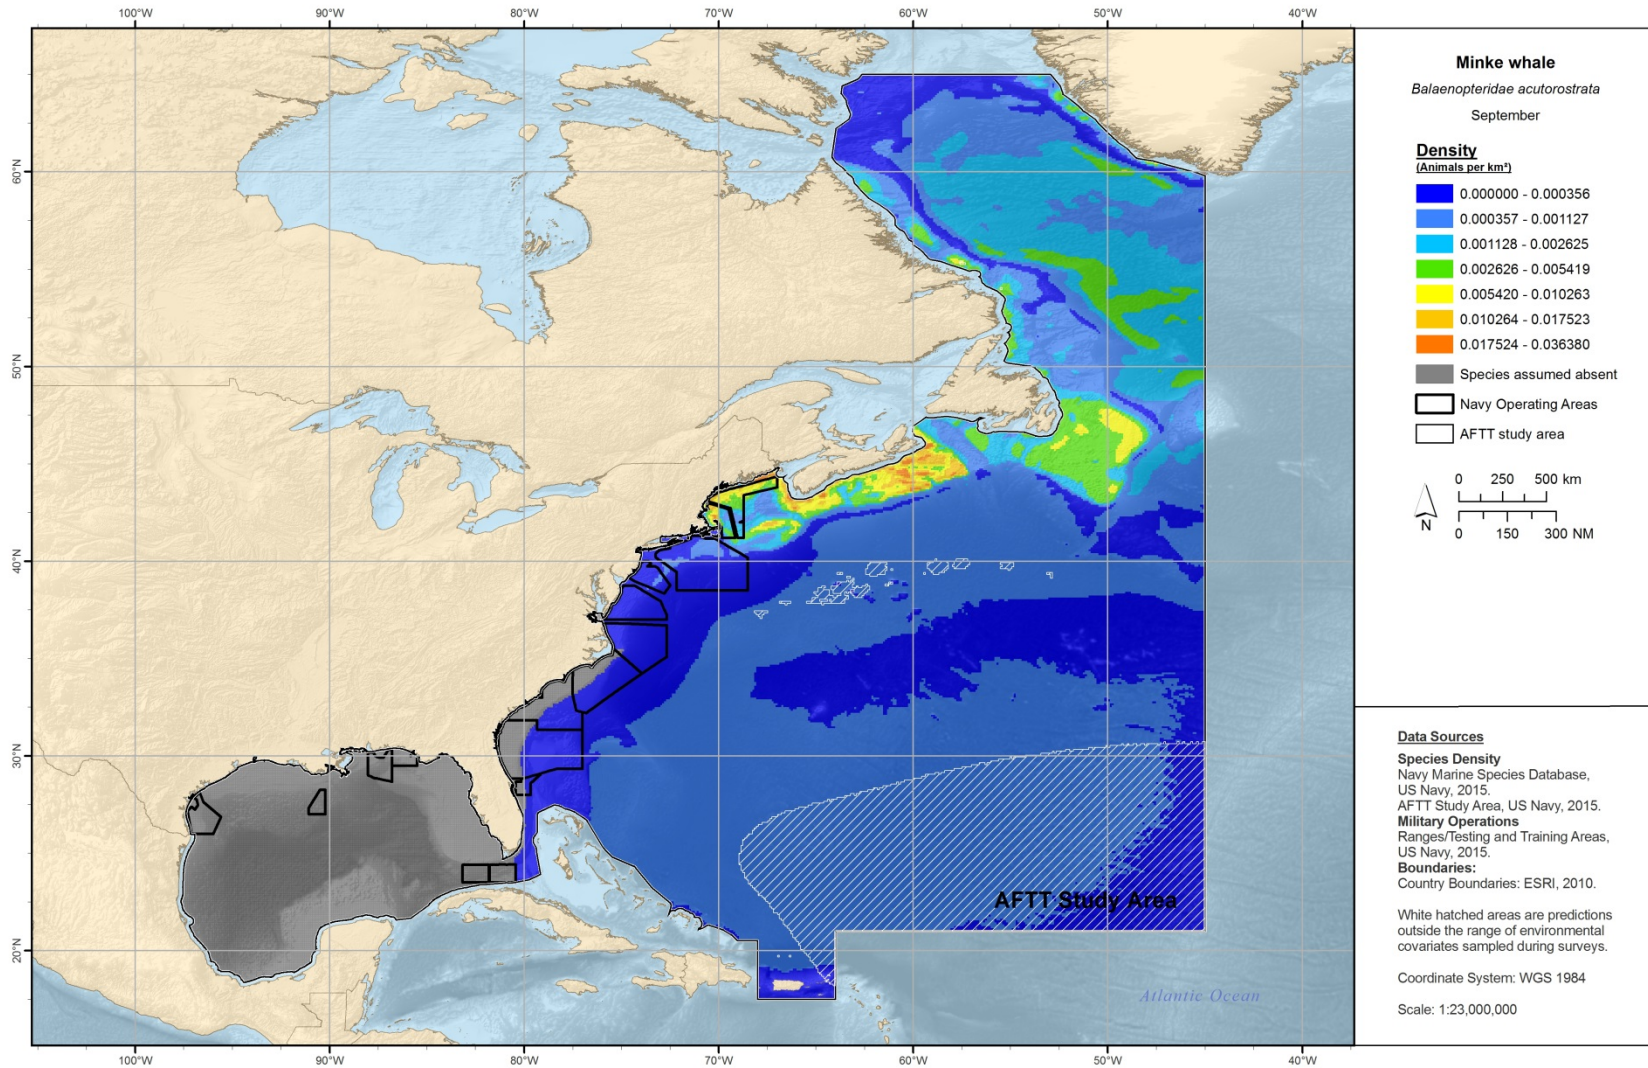 100°W 90°W 80°W 70°W 60°W 50°W 40°W
60°N
50°N
40°N
30°N
20°N
AFTT Study Area
Atlantic Ocean
100°W 90°W 80°W 70°W 60°W 50°W 40°W
Minke whale
Balaenopteridae acutorostrata
September
Density
(Animals per km²)
0.000000 - 0.000356
0.000357 - 0.001127
0.001128 - 0.002625
0.002626 - 0.005419
0.005420 - 0.010263
0.010264 - 0.017523
0.017524 - 0.036380
Species assumed absent
Navy Operating Areas
AFTT study area
0 250 500 km
0 150 300 NM
N
Data Sources
Species Density
Navy Marine Species Database,
US Navy, 2015.
AFTT Study Area, US Navy, 2015.
Military Operations
Ranges/Testing and Training Areas,
US Navy, 2015.
Boundaries:
Country Boundaries: ESRI, 2010.
White hatched areas are predictions
outside the range of environmental
covariates sampled during surveys.
Coordinate System: WGS 1984
Scale: 1:23,000,000